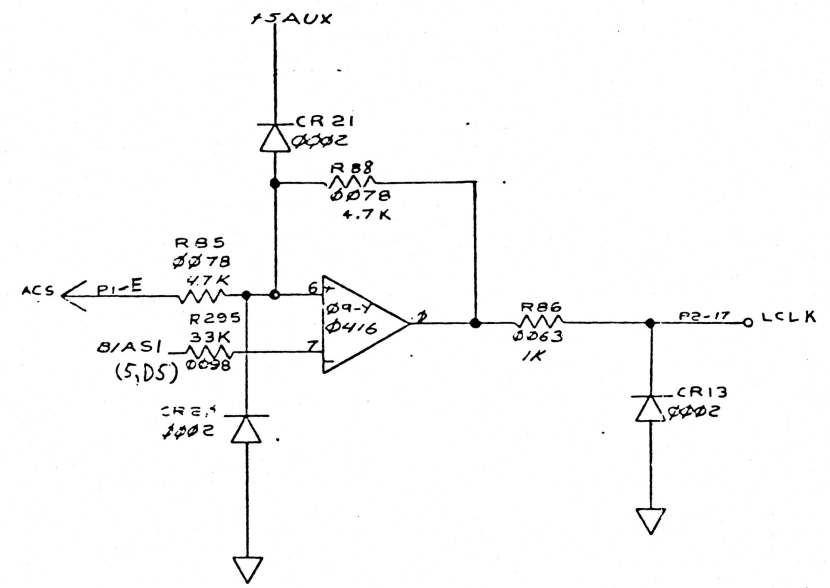 +5AUX
CR21
ØØØ2
R88
ØØ78
4.7K
R85
ØØ78
4.7K
ACS
P1-E
6
+
Ø9-Y
Ø416
R295
33K
ØØ98
BIAS1
(5,D5)
7
-
R86
ØØ63
1K
P2-17
LCLK
ØØØ2
CR13
ØØØ2